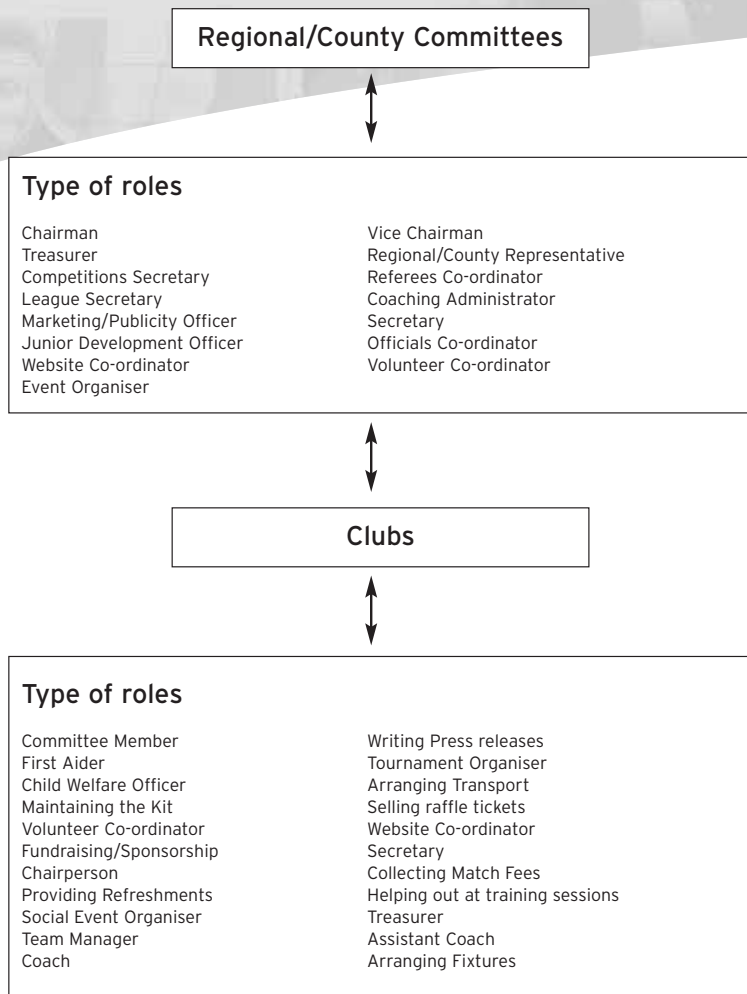 Regional/County Committees
Type of roles
Chairman
Treasurer
Competitions Secretary
League Secretary
Marketing/Publicity Officer
Junior Development Officer
Website Co-ordinator
Event Organiser
Vice Chairman
Regional/County Representative
Referees Co-ordinator
Coaching Administrator
Secretary
Officials Co-ordinator
Volunteer Co-ordinator
Clubs
Type of roles
Committee Member
First Aider
Child Welfare Officer
Maintaining the Kit
Volunteer Co-ordinator
Fundraising/Sponsorship
Chairperson
Providing Refreshments
Social Event Organiser
Team Manager
Coach
Writing Press releases
Tournament Organiser
Arranging Transport
Selling raffle tickets
Website Co-ordinator
Secretary
Collecting Match Fees
Helping out at training sessions
Treasurer
Assistant Coach
Arranging Fixtures